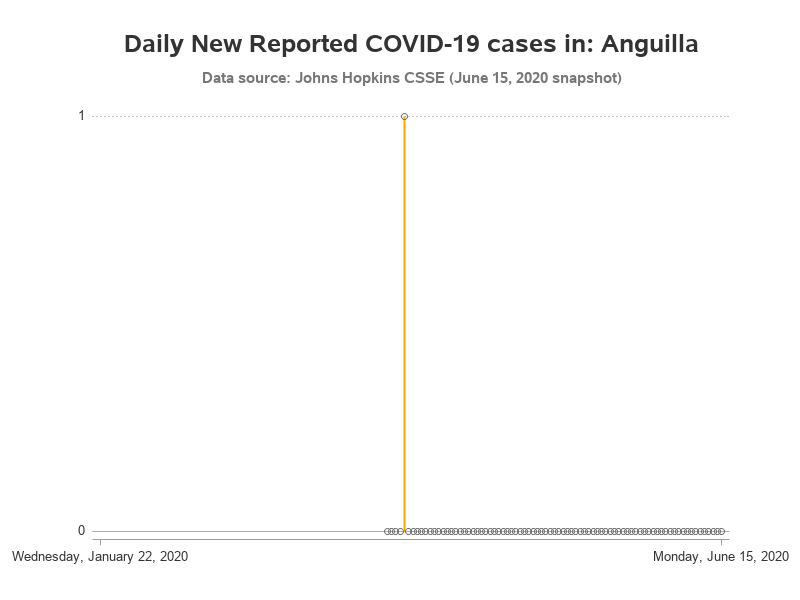 Daily New Reported COVID-19 cases in: Anguilla
Data source: Johns Hopkins CSSE (June 15, 2020 snapshot)
1
0
Wednesday, January 22, 2020
Monday, June 15, 2020